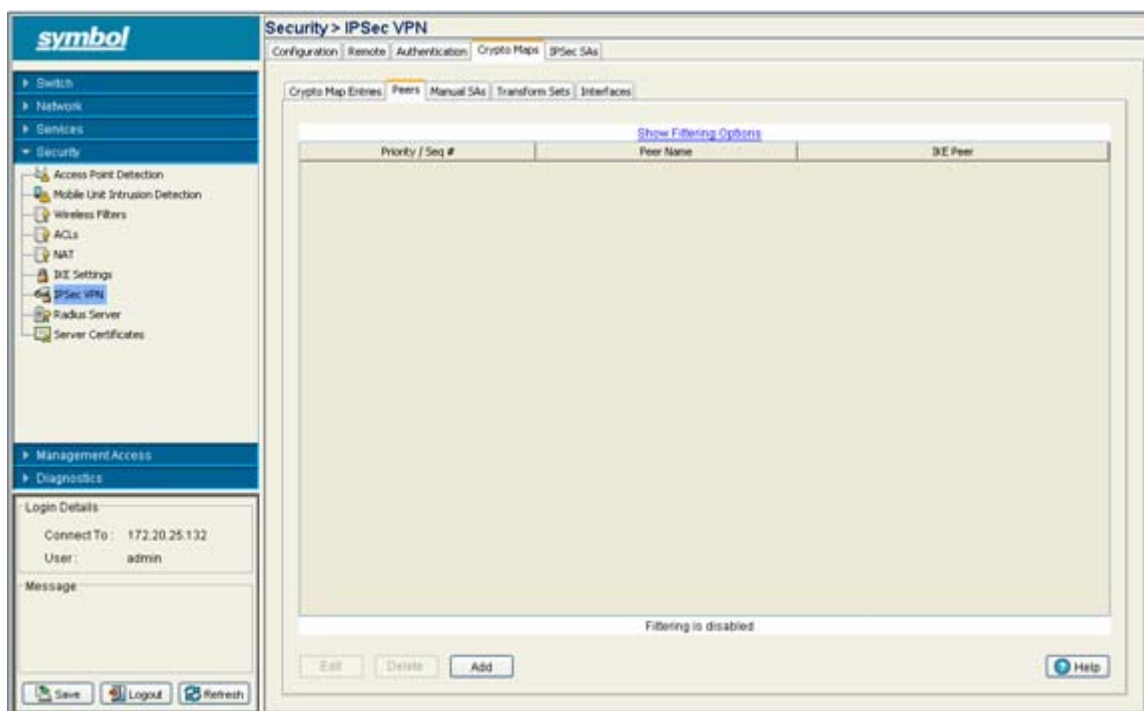 symbol
Switch
Network
Services
Security
Access Point Detection
Mobile Unit Intrusion Detection
Wireless Filters
ACLs
NAT
IKE Settings
IPSec VPN
Radius Server
Server Certificates
Management Access
Diagnostics
Login Details
Connect To : 172.20.25.132
User : admin
Message
Save Logout Refresh
Security > IPSec VPN
Configuration Remote Authentication Crypto Maps IPSec SAs
Crypto Map Entries Peers Manual SAs Transform Sets Interfaces
Show Filtering Options
Priority / Seq # Peer Name IKE Peer
Filtering is disabled
Edit Delete Add Help